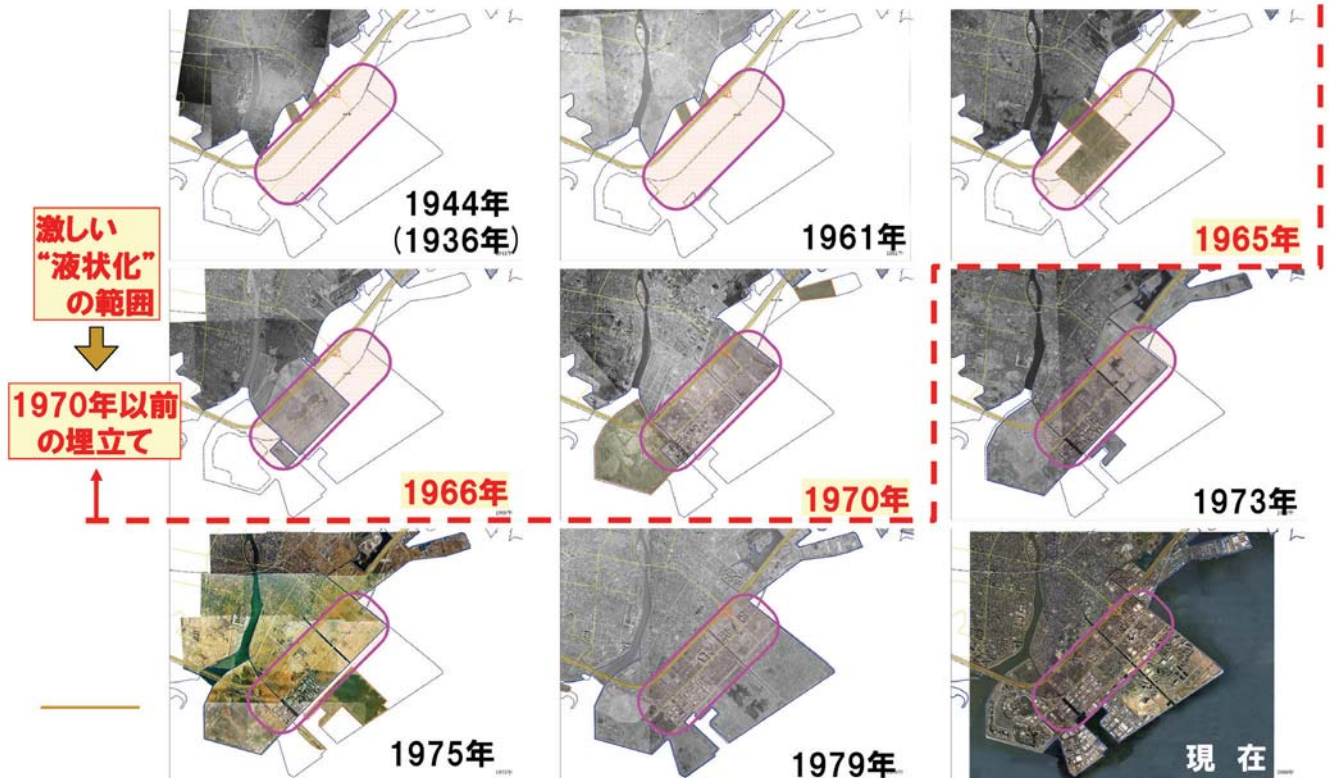 1944年
(1936年)
1961年
1965年
激しい
“液状化”
の範囲
1970年以前
の埋立て
1966年
1970年
1973年
1975年
1979年
現 在